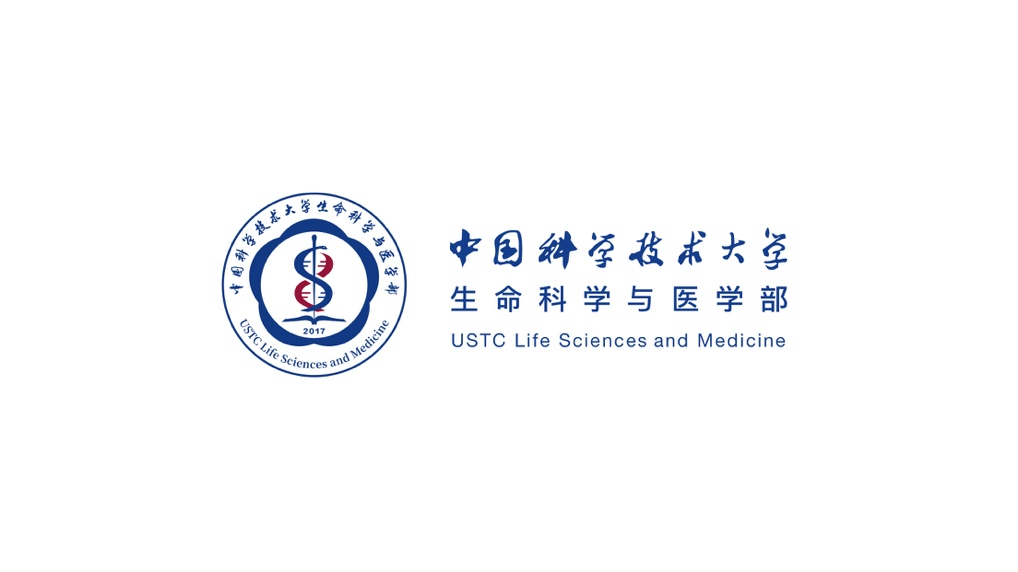 中国科学技术大学生命科学与医学部
2017
USTC Life Sciences and Medicine
中国科学技术大学
生命科学与医学部
USTC Life Sciences and Medicine